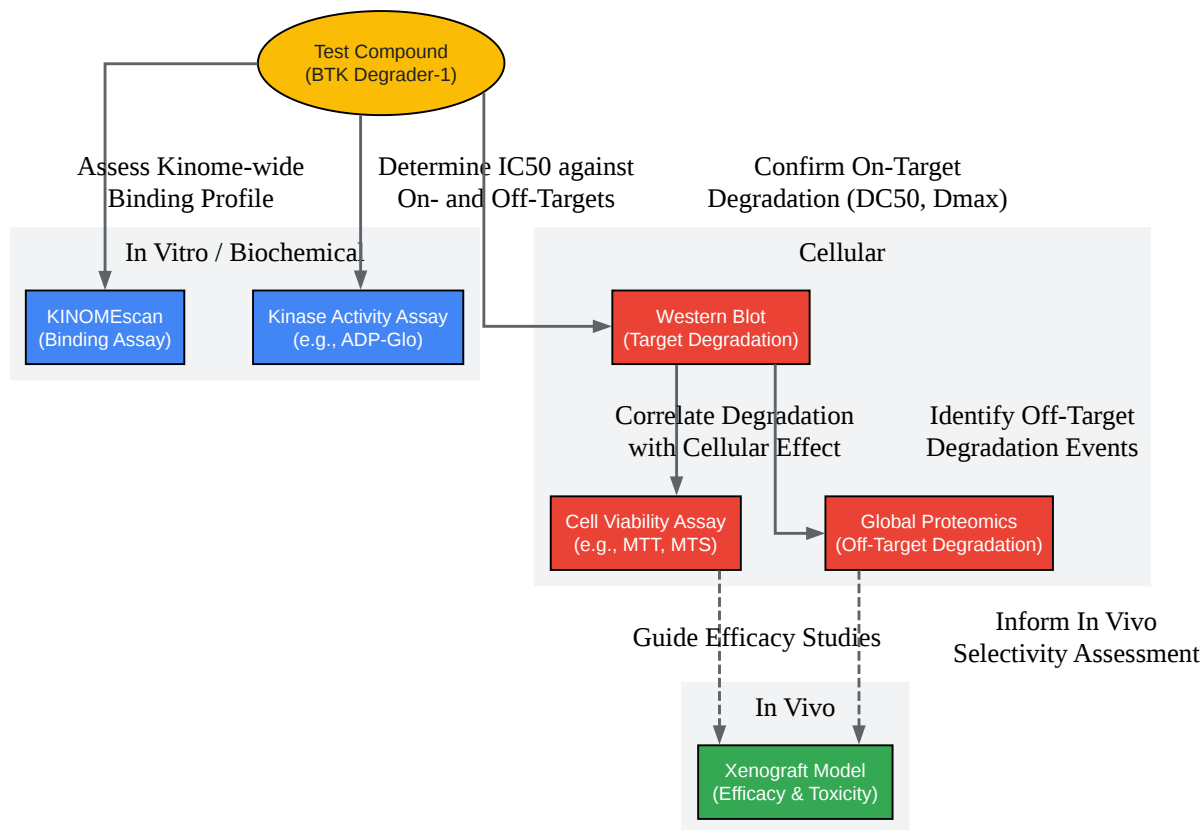 Test Compound
(BTK Degrader-1)
Assess Kinome-wide
Binding Profile
Determine IC50 against
On- and Off-Targets
Confirm On-Target
Degradation (DC50, Dmax)
In Vitro / Biochemical
Cellular
KINOMEscan
(Binding Assay)
Kinase Activity Assay
(e.g., ADP-Glo)
Western Blot
(Target Degradation)
Correlate Degradation
with Cellular Effect
Identify Off-Target
Degradation Events
Cell Viability Assay
(e.g., MTT, MTS)
Global Proteomics
(Off-Target Degradation)
Guide Efficacy Studies
Inform In Vivo
Selectivity Assessment
In Vivo
Xenograft Model
(Efficacy & Toxicity)